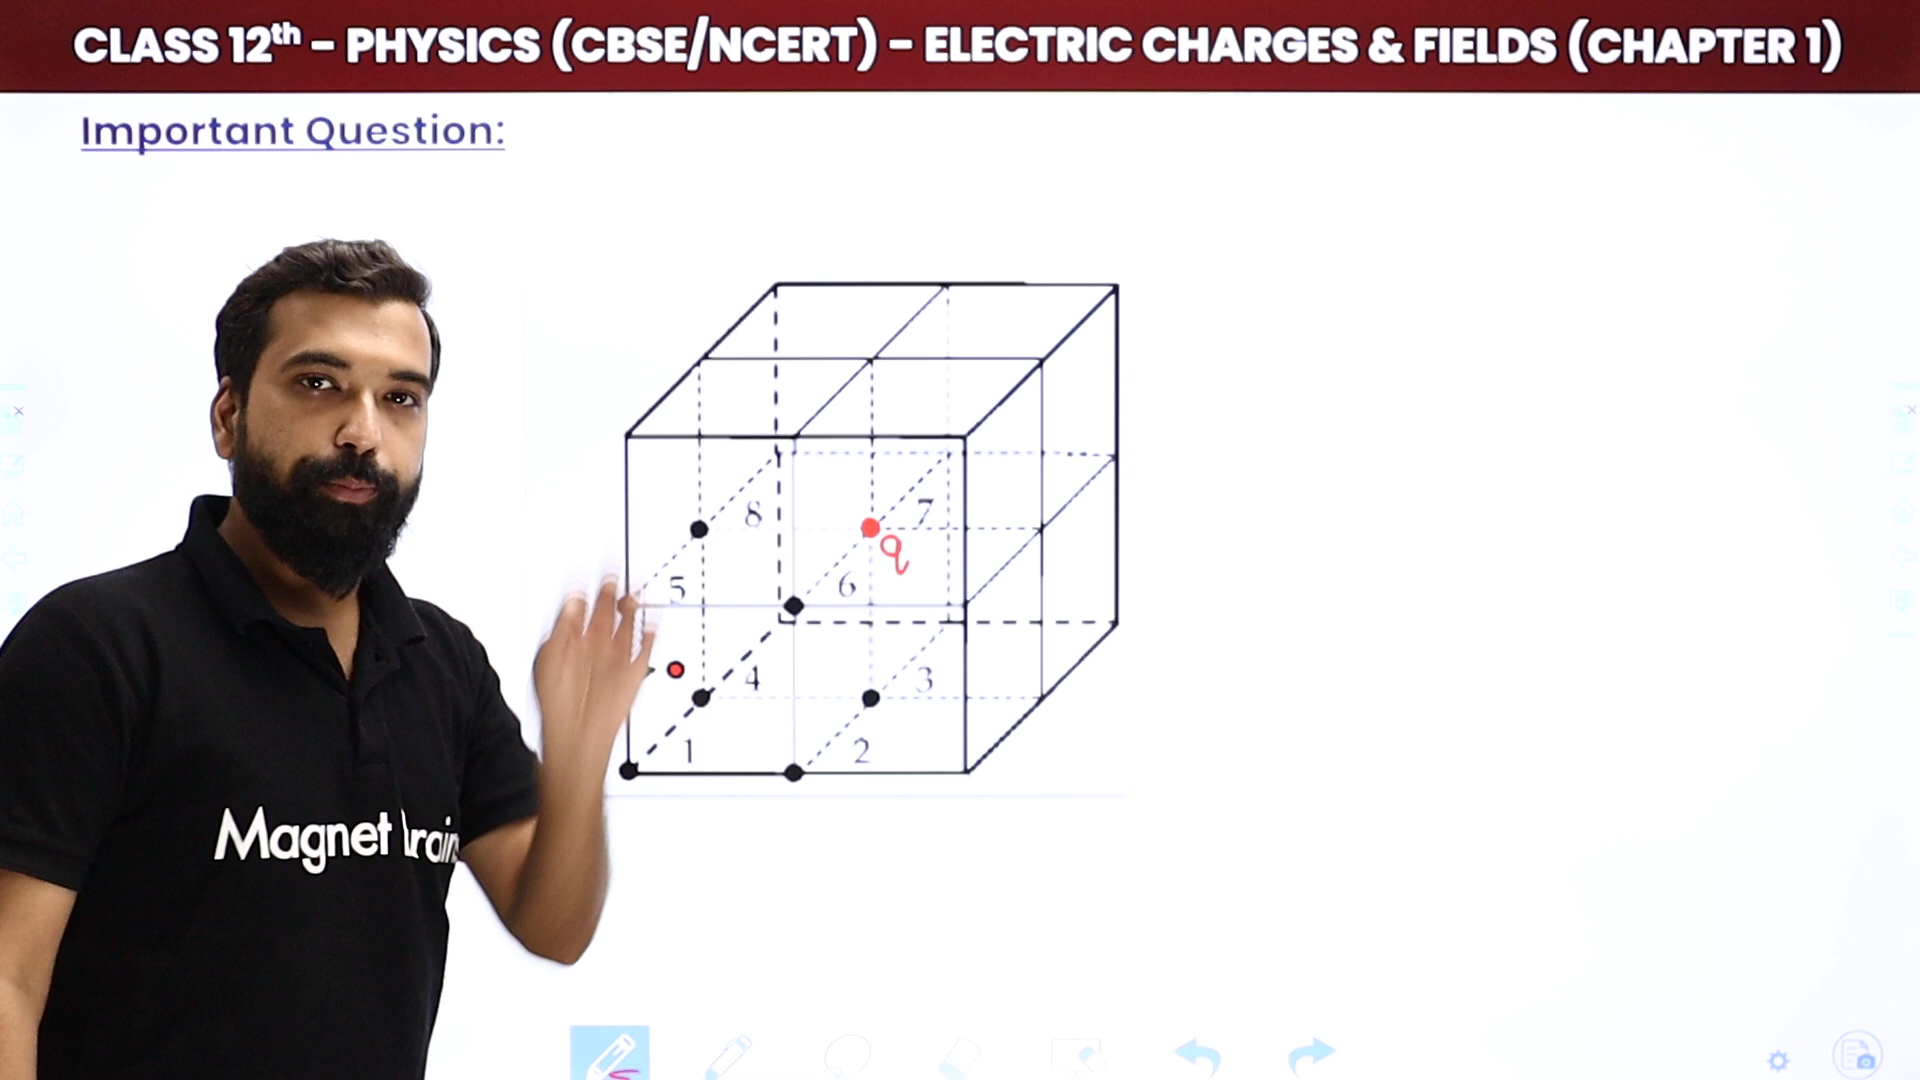 CLASS 12th - PHYSICS (CBSE/NCERT) - ELECTRIC CHARGES & FIELDS (CHAPTER 1)
Important Question:
8 7
q
5 6
4 3
1 2
Magnet